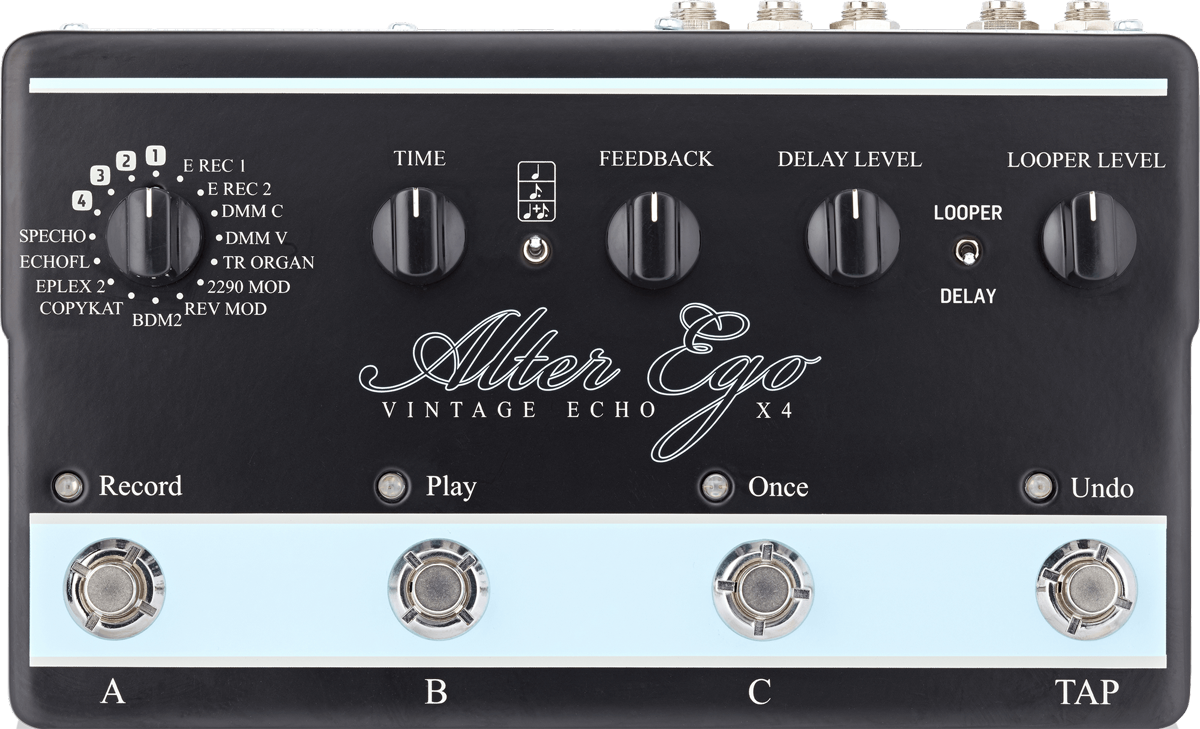 1
2
3
4
E REC 1
E REC 2
DMM C
DMM V
TR ORGAN
2290 MOD
REV MOD
BDM2
COPYKAT
EPLEX 2
ECHOFL
SPECHO
TIME
FEEDBACK
DELAY LEVEL
LOOPER LEVEL
LOOPER
DELAY
Alter Ego
VINTAGE ECHO X4
Record
Play
Once
Undo
A
B
C
TAP